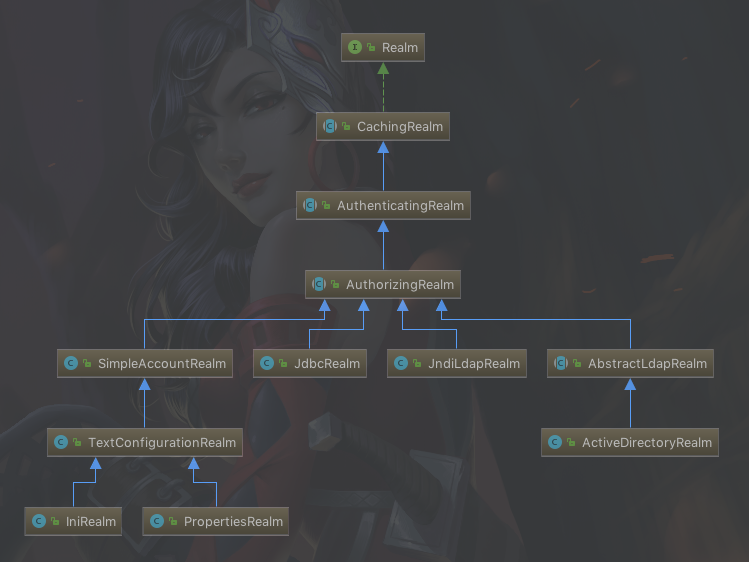 Realm
CachingRealm
AuthenticatingRealm
AuthorizingRealm
SimpleAccountRealm
JdbcRealm
JndiLdapRealm
AbstractLdapRealm
TextConfigurationRealm
ActiveDirectoryRealm
IniRealm
PropertiesRealm